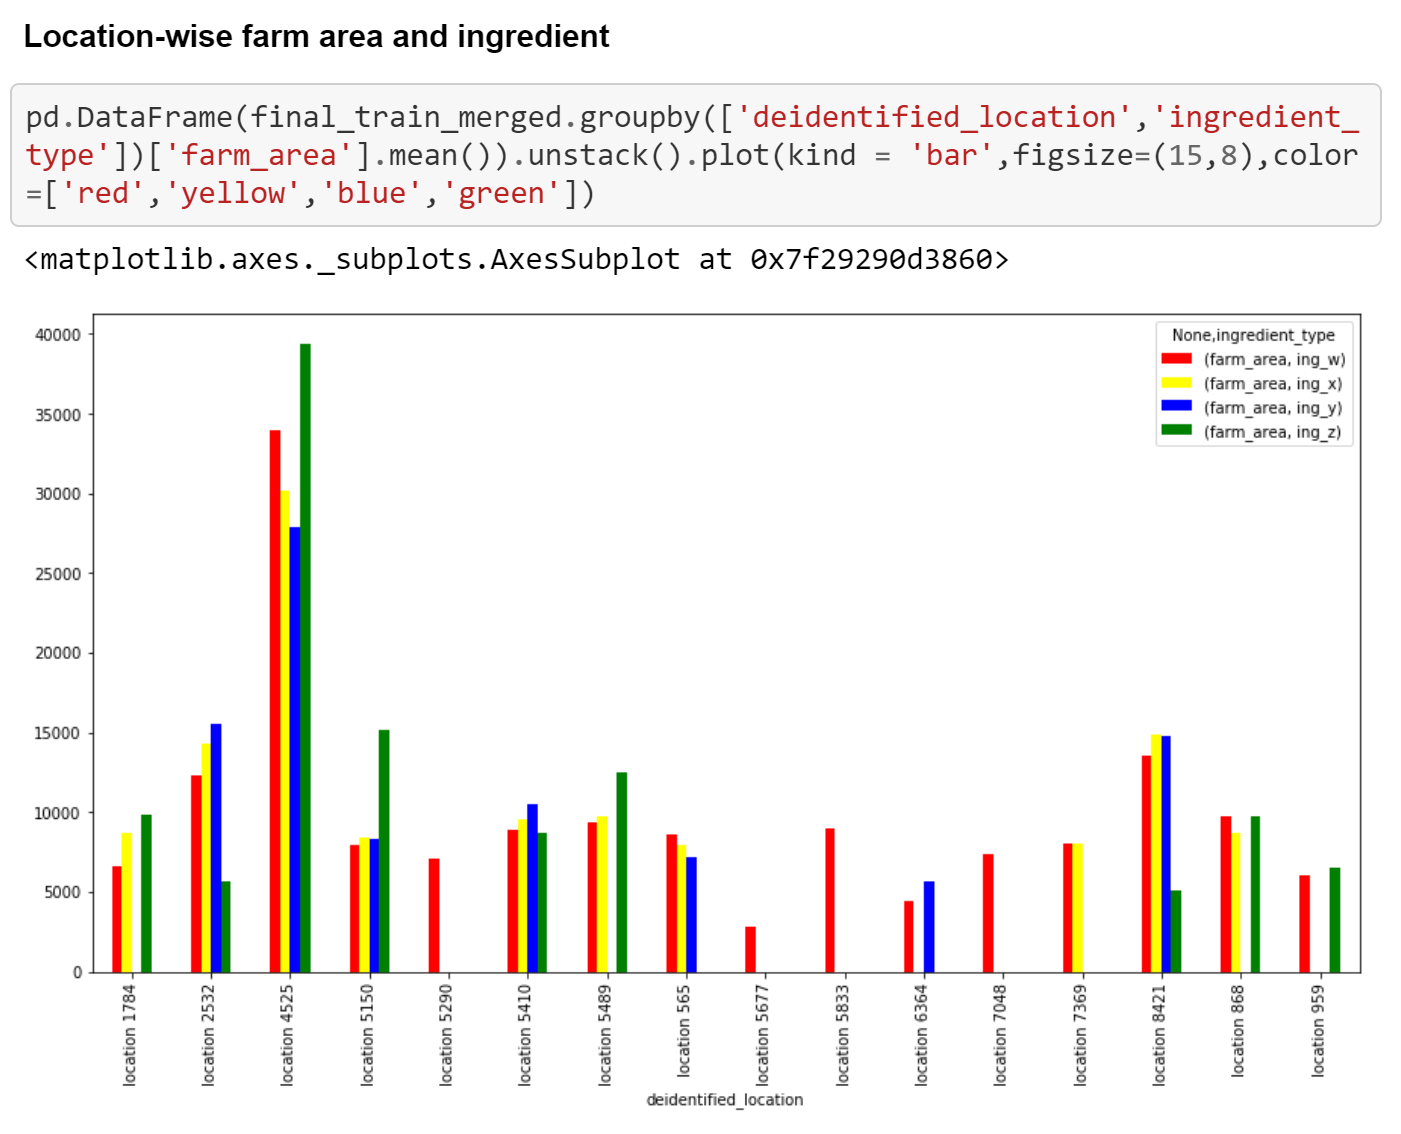 Location-wise farm area and ingredient
pd.DataFrame(final_train_merged.groupby(['deidentified_location','ingredient_
type'])['farm_area'].mean()).unstack().plot(kind = 'bar',figsize=(15,8),color
=['red','yellow','blue','green'])
<matplotlib.axes._subplots.AxesSubplot at 0x7f29290d3860>
None,ingredient_type
(farm_area, ing_w)
(farm_area, ing_x)
(farm_area, ing_y)
(farm_area, ing_z)
40000
35000
30000
25000
20000
15000
10000
5000
0
location 1784
location 2532
location 4525
location 5150
location 5290
location 5410
location 5489
location 565
location 5677
location 5833
location 6364
location 7048
location 7369
location 8421
location 868
location 959
deidentified_location